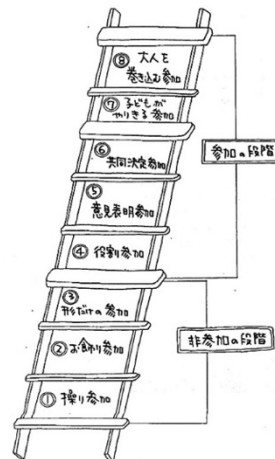 ⑧ 大人を
巻き込む参加
⑦ 子どもが
やりきる参加
⑥
共同決定参加
⑤
意見表明参加
④ 役割参加
③
形だけの参加
② お飾り参加
① 操り参加
参加の段階
非参加の段階